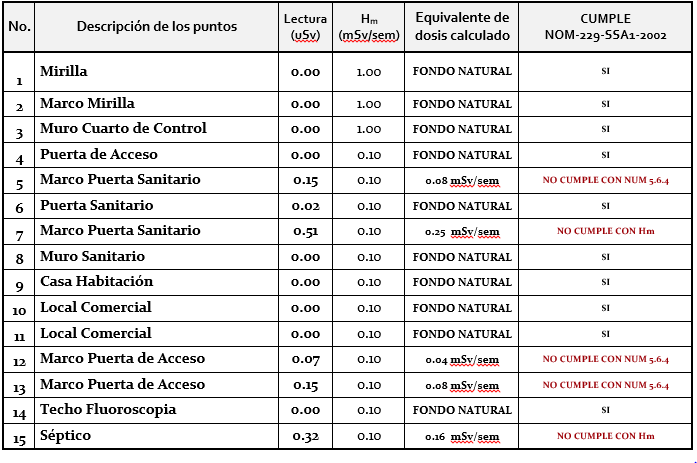 No. Descripción de los puntos Lectura (uSv) Hm (mSv/sem) Equivalente de dosis calculado CUMPLE NOM-229-SSA1-2002
1 Mirilla 0.00 1.00 FONDO NATURAL SI
2 Marco Mirilla 0.00 1.00 FONDO NATURAL SI
3 Muro Cuarto de Control 0.00 1.00 FONDO NATURAL SI
4 Puerta de Acceso 0.00 0.10 FONDO NATURAL SI
5 Marco Puerta Sanitario 0.15 0.10 0.08 mSv/sem NO CUMPLE CON NUM 5.6.4
6 Puerta Sanitario 0.02 0.10 FONDO NATURAL SI
7 Marco Puerta Sanitario 0.51 0.10 0.25 mSv/sem NO CUMPLE CON Hm
8 Muro Sanitario 0.00 0.10 FONDO NATURAL SI
9 Casa Habitación 0.00 0.10 FONDO NATURAL SI
10 Local Comercial 0.00 0.10 FONDO NATURAL SI
11 Local Comercial 0.00 0.10 FONDO NATURAL SI
12 Marco Puerta de Acceso 0.07 0.10 0.04 mSv/sem NO CUMPLE CON NUM 5.6.4
13 Marco Puerta de Acceso 0.15 0.10 0.08 mSv/sem NO CUMPLE CON NUM 5.6.4
14 Techo Fluoroscopia 0.00 0.10 FONDO NATURAL SI
15 Séptico 0.32 0.10 0.16 mSv/sem NO CUMPLE CON Hm